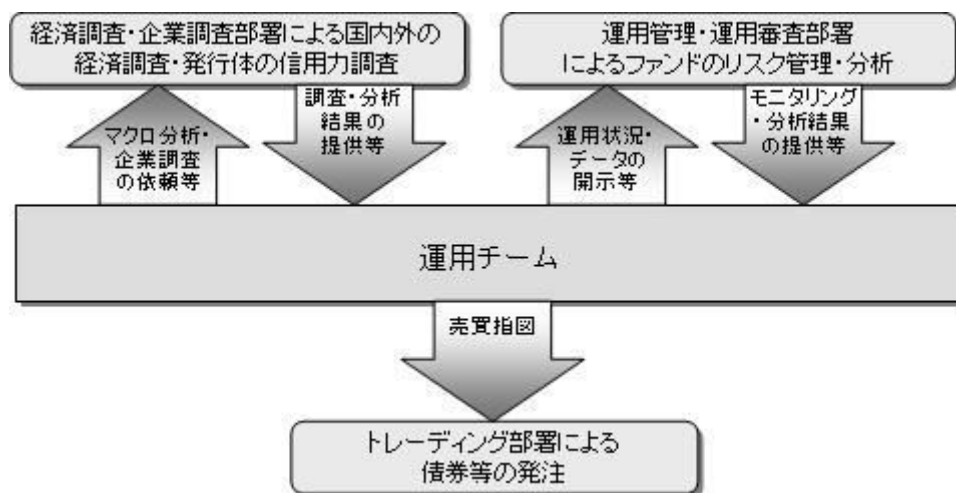 経済調査・企業調査部署による国内外の
経済調査・発行体の信用力調査
運用管理・運用審査部署
によるファンドのリスク管理・分析
マクロ分析・
企業調査
の依頼等
調査・分析
結果の
提供等
運用状況・
データの
開示等
モニタリング
・分析結果
の提供等
運用チーム
売買指図
トレーディング部署による
債券等の発注